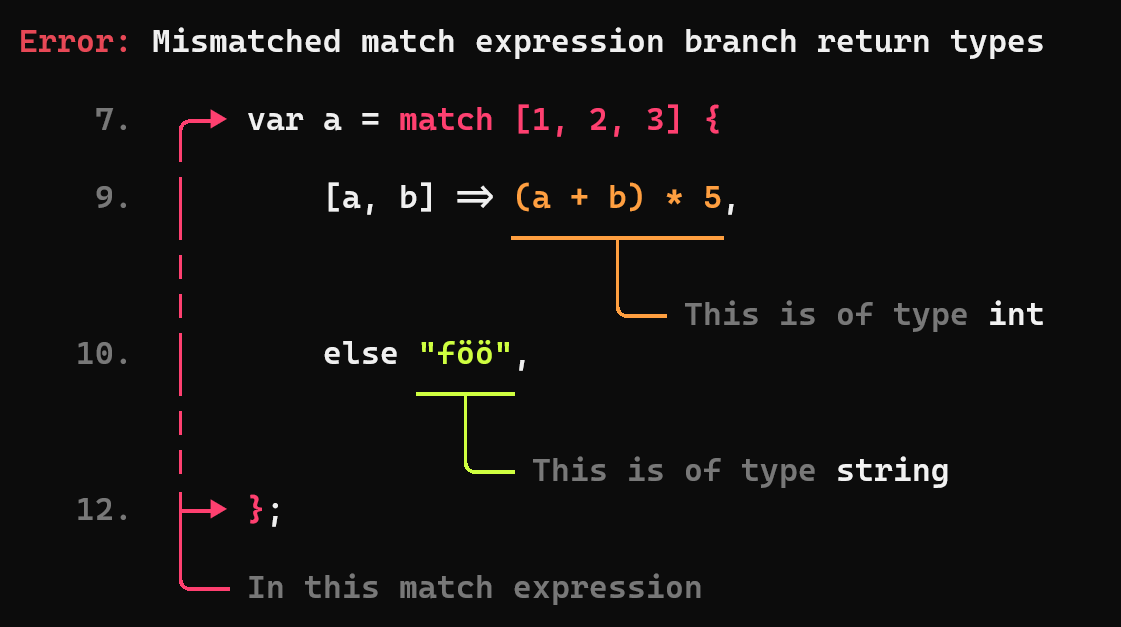 Error: Mismatched match expression branch return types
7. var a = match [1, 2, 3] {
9. [a, b] => (a + b) * 5,
This is of type int
10. else "föö",
This is of type string
12. };
In this match expression